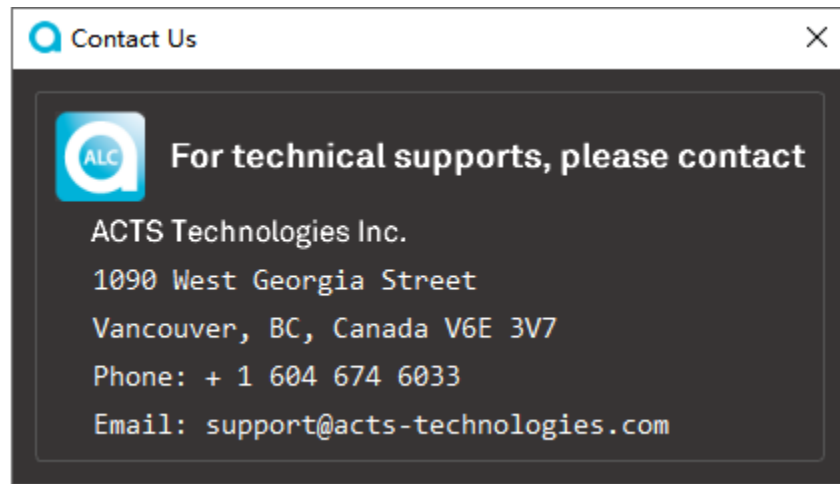 Contact Us
ALC
For technical supports, please contact
ACTS Technologies Inc.
1090 West Georgia Street
Vancouver, BC, Canada V6E 3V7
Phone: + 1 604 674 6033
Email: support@acts-technologies.com